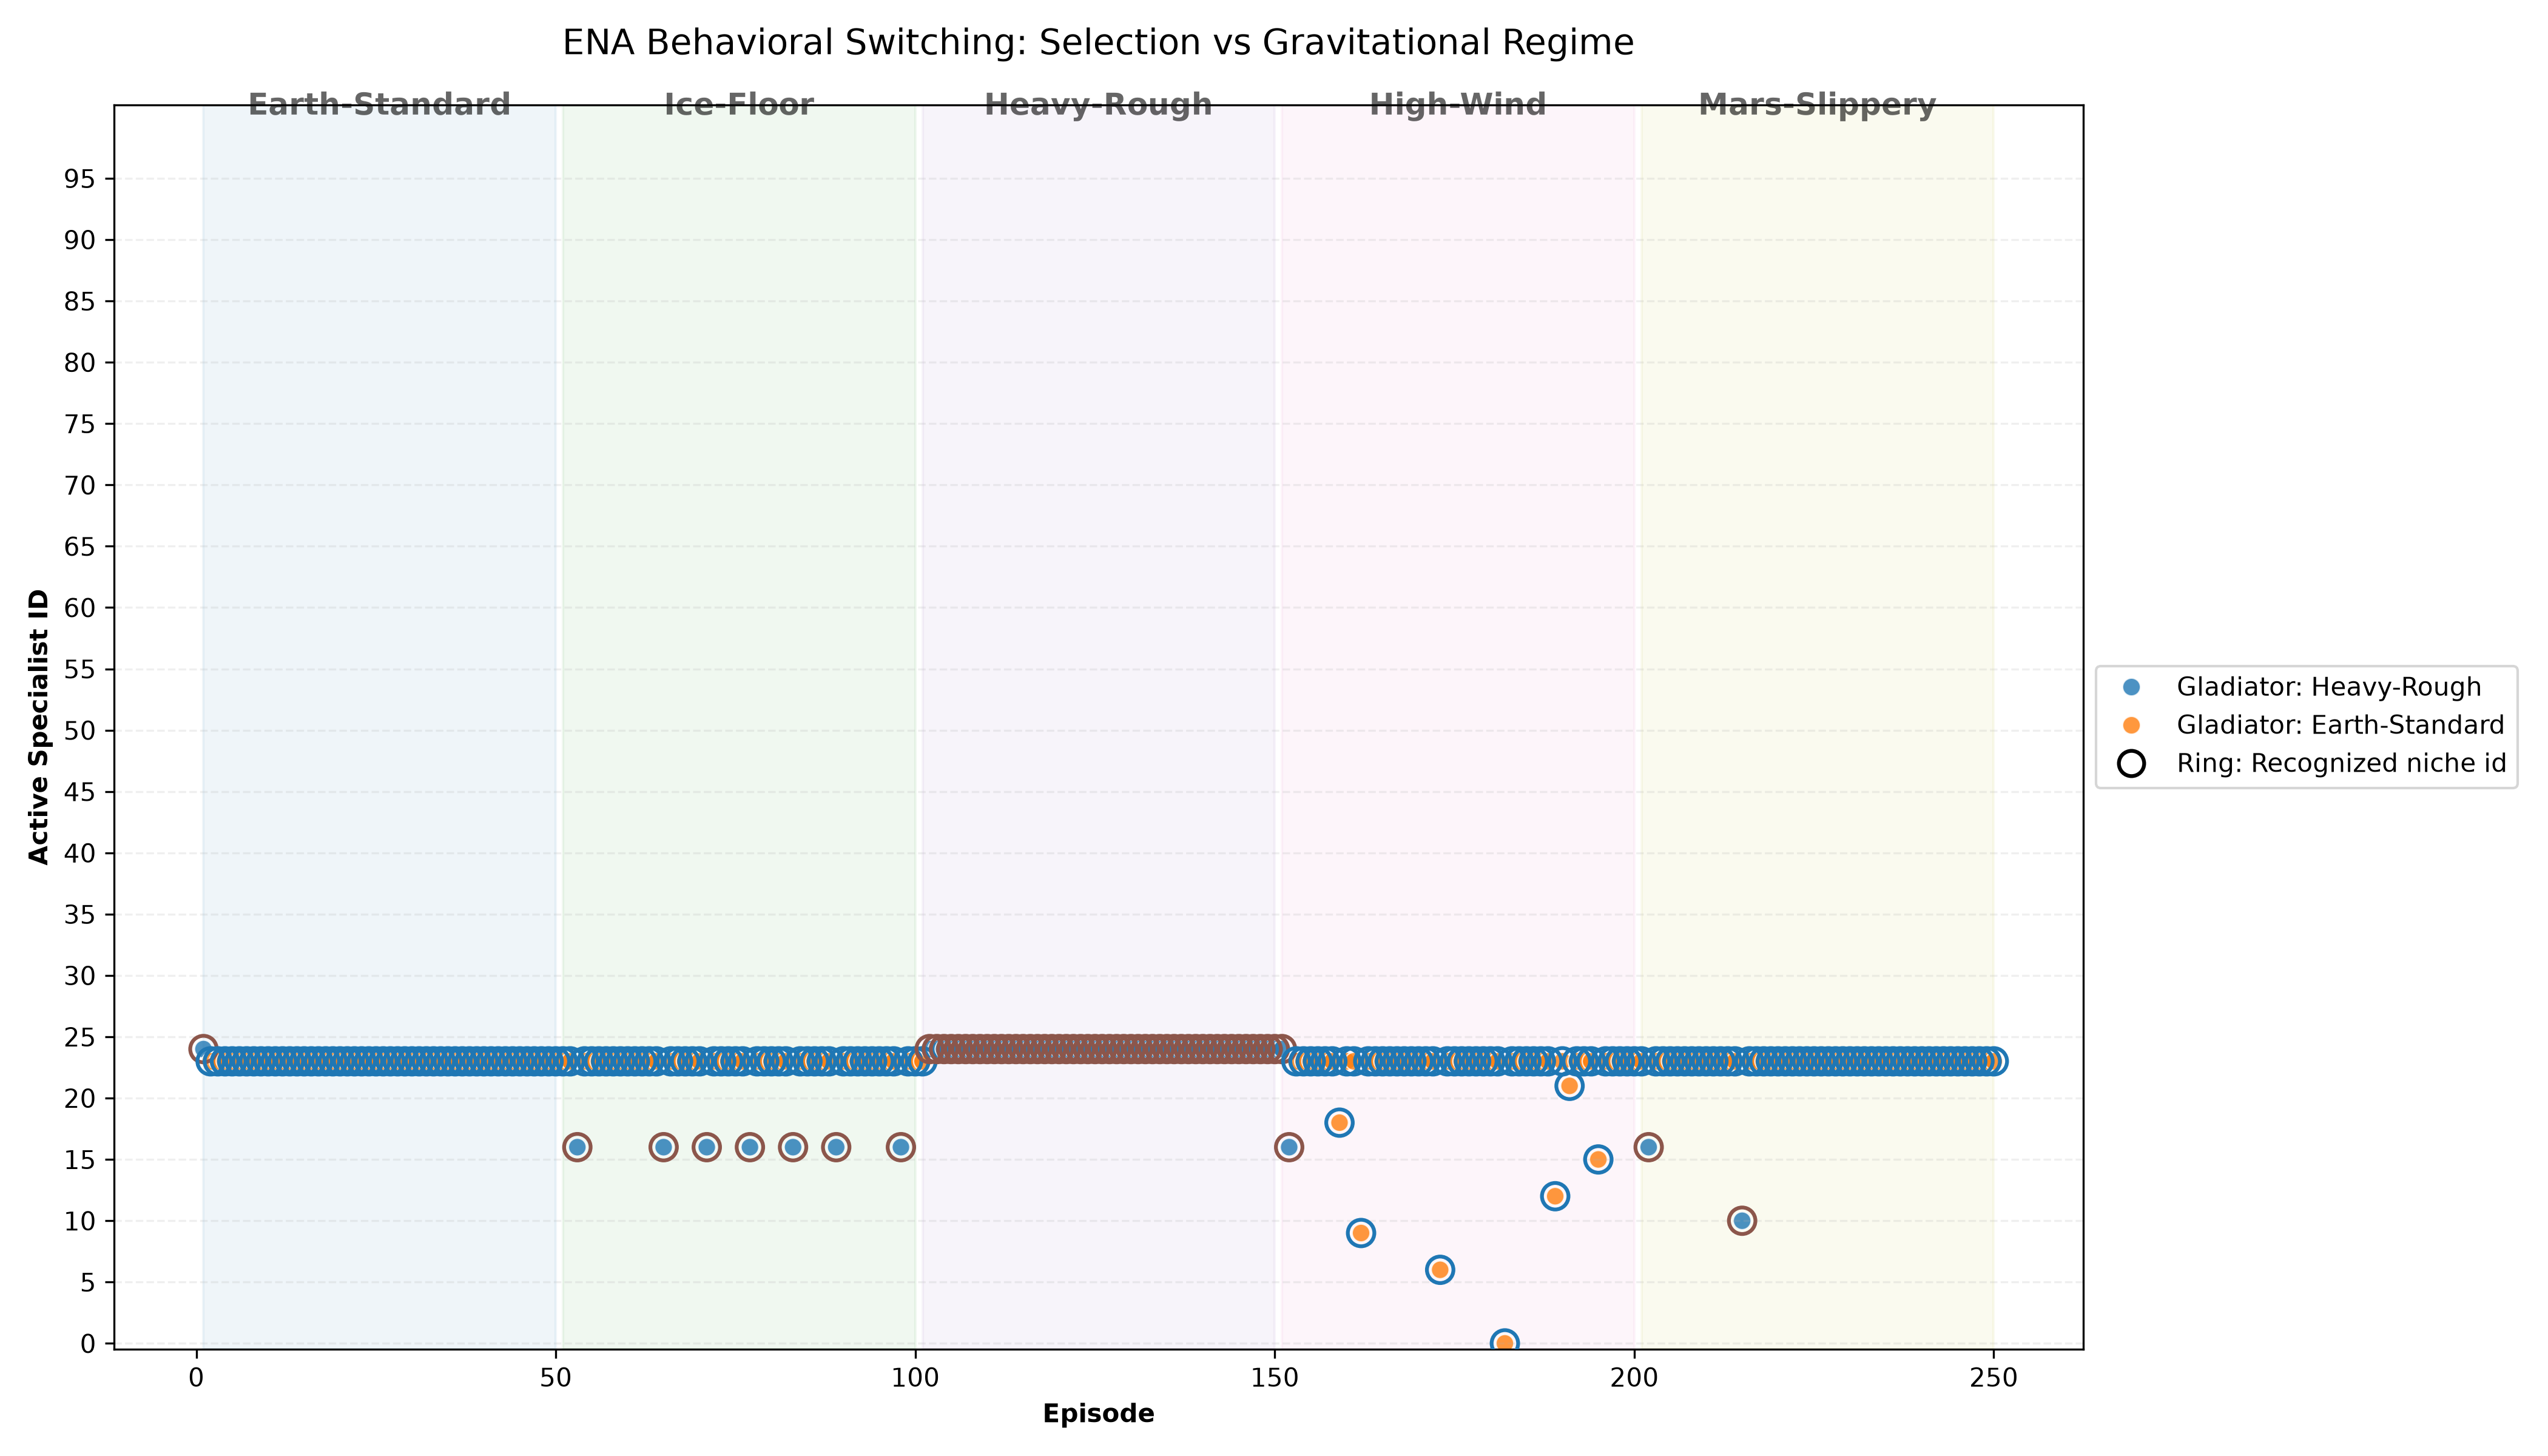 ENA Behavioral Switching: Selection vs Gravitational Regime
Earth-Standard
Ice-Floor
Heavy-Rough
High-Wind
Mars-Slippery
95
90
85
80
75
70
65
60
55
50
45
40
35
30
25
20
15
10
5
0
Active Specialist ID
0
50
100
150
200
250
Episode
Gladiator: Heavy-Rough
Gladiator: Earth-Standard
Ring: Recognized niche id